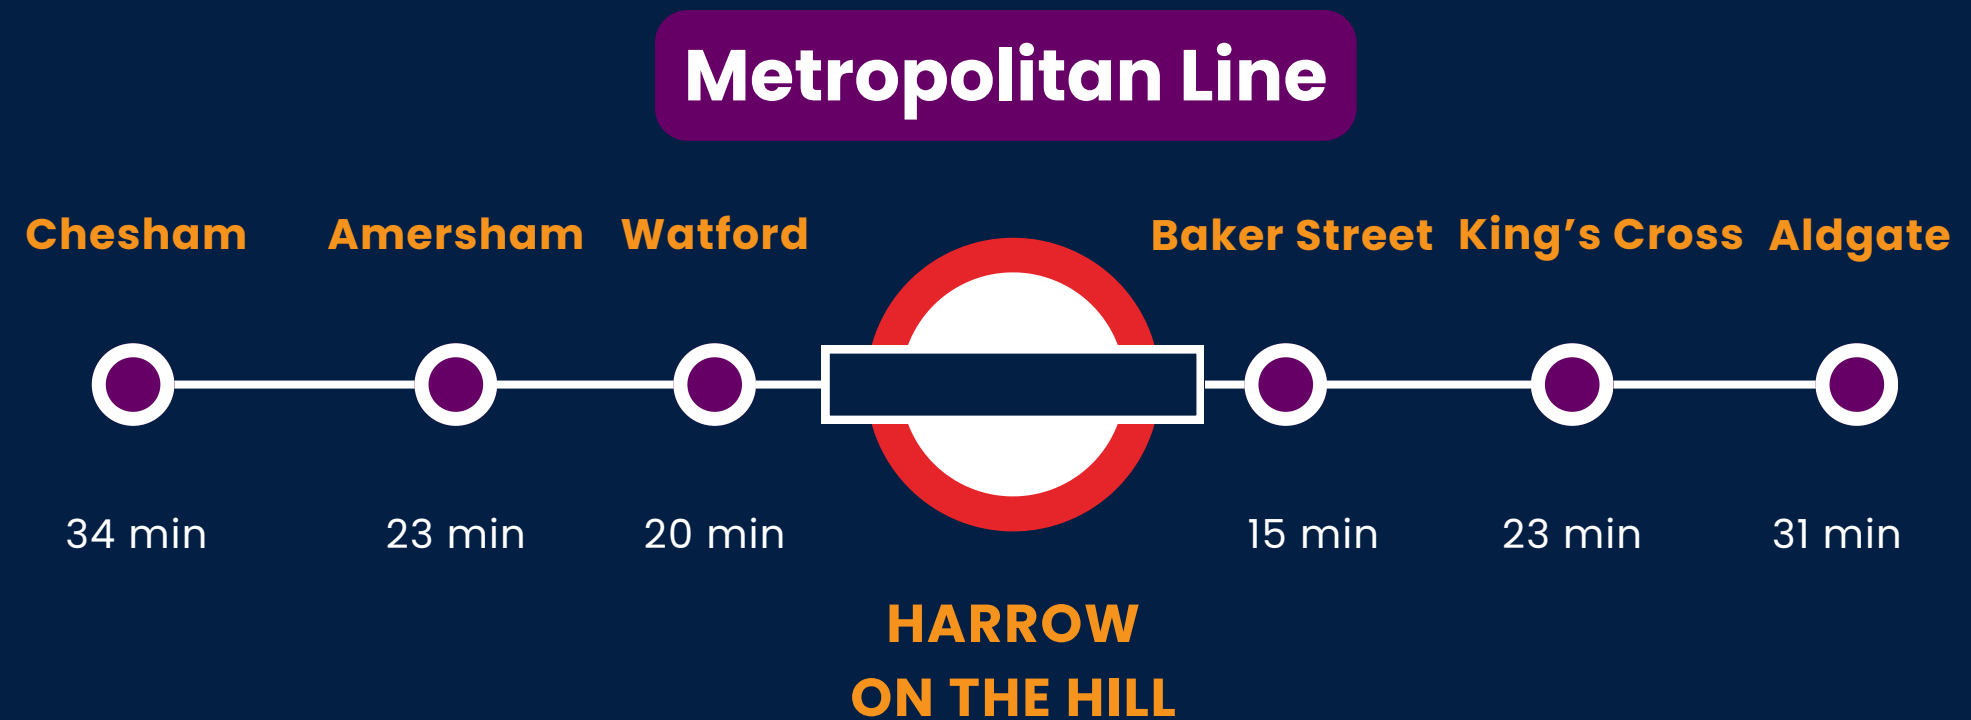 Metropolitan Line
Chesham Amersham Watford Baker Street King’s Cross Aldgate
34 min 23 min 20 min 15 min 23 min 31 min
HARROW
ON THE HILL